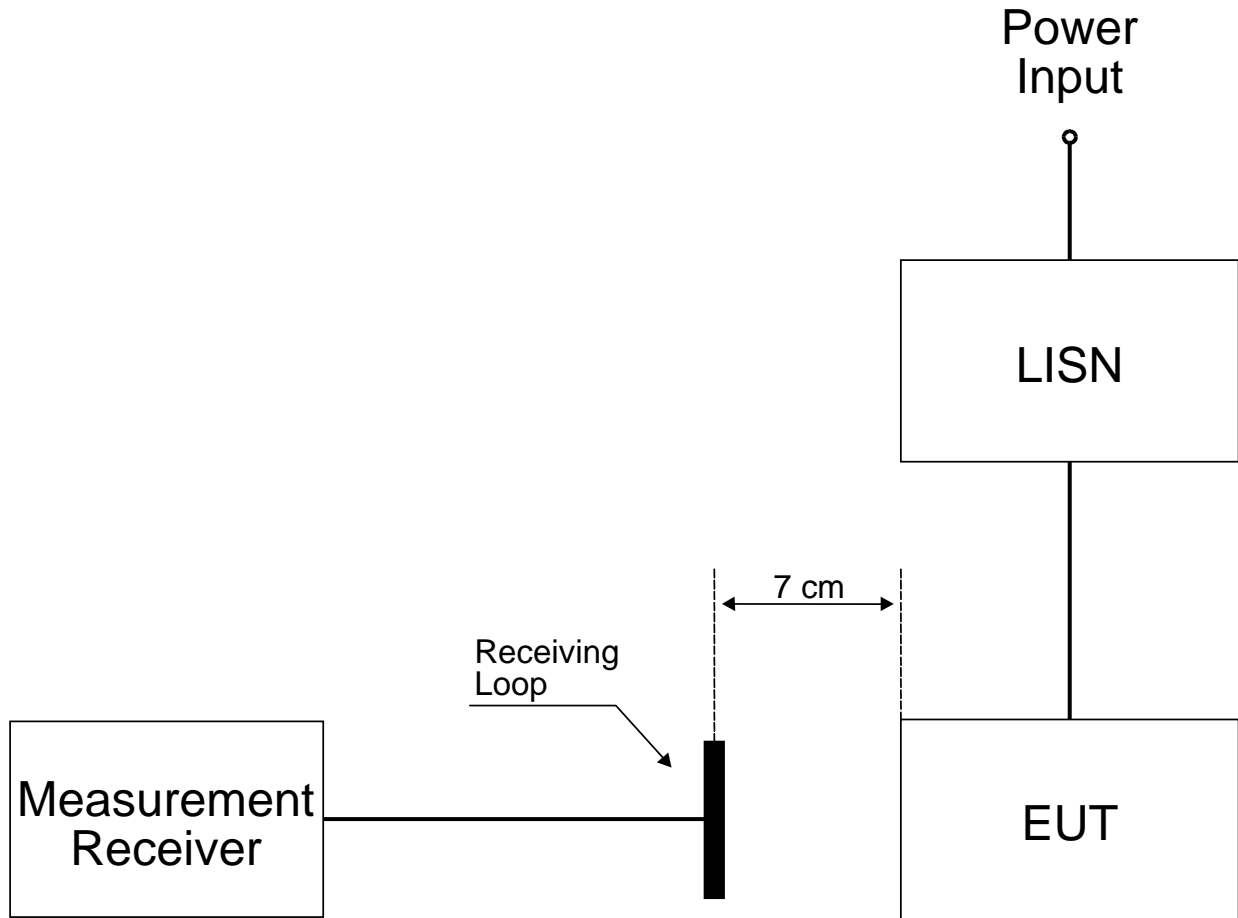 Power
Input
LISN
7 cm
Receiving
Loop
Measurement
Receiver
EUT